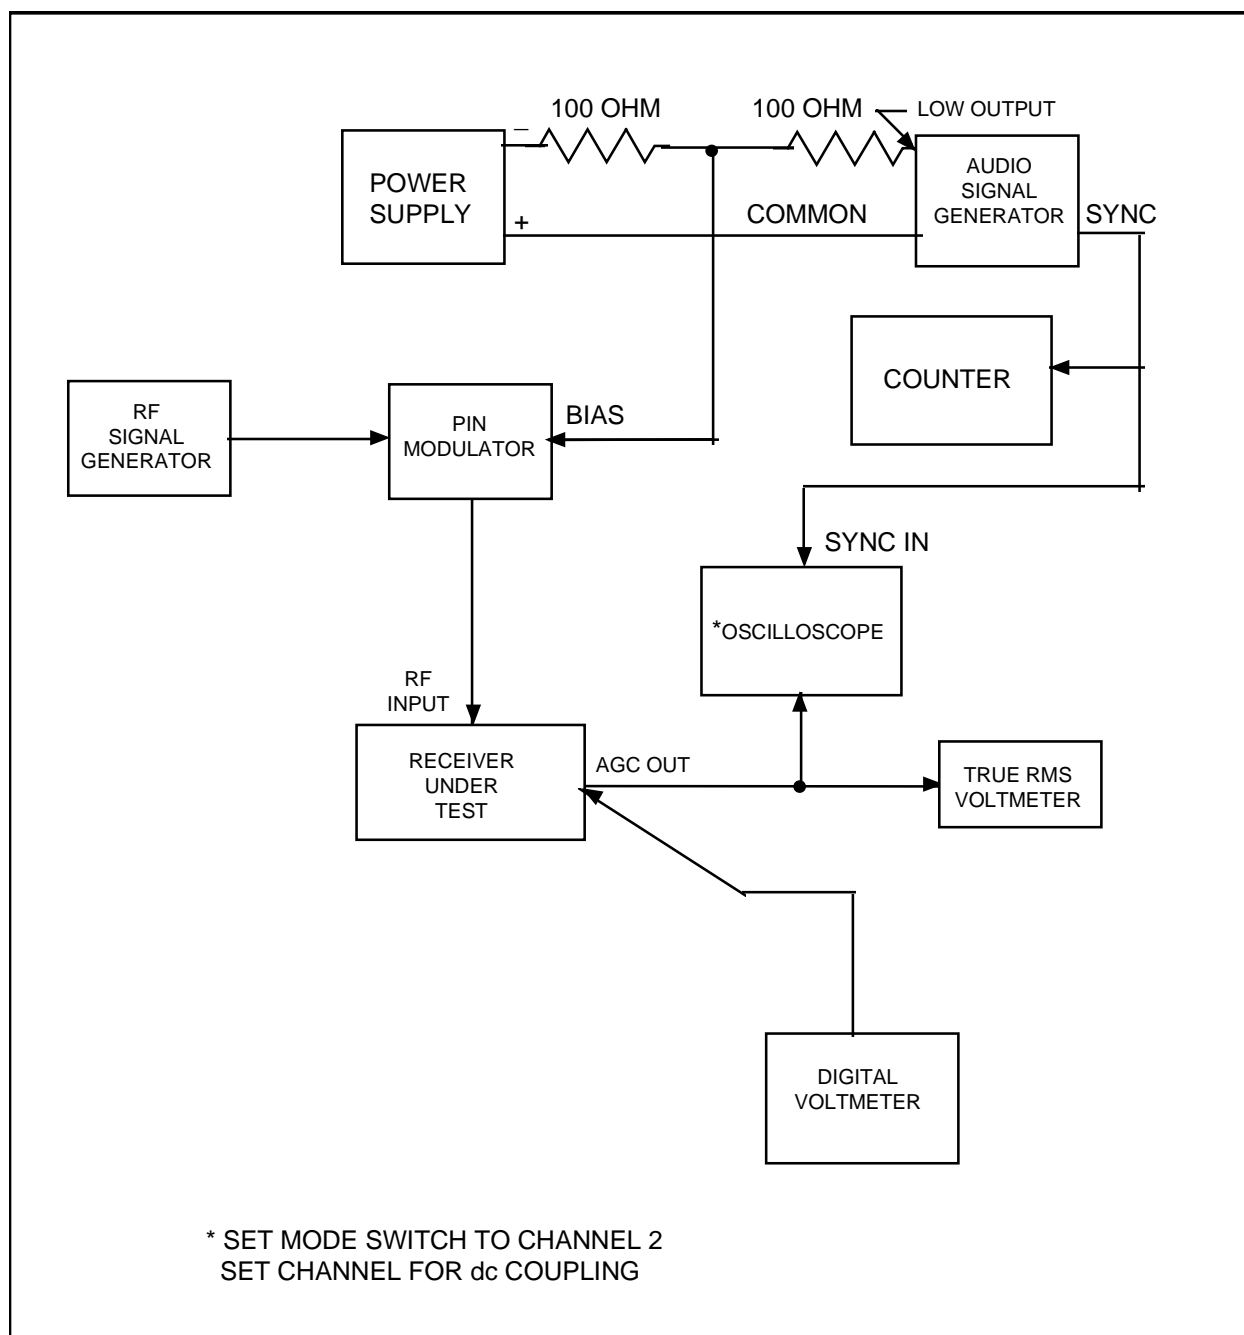 100 OHM
100 OHM
LOW OUTPUT
–
POWER
SUPPLY
+
COMMON
AUDIO
SIGNAL
GENERATOR
SYNC
COUNTER
RF
SIGNAL
GENERATOR
PIN
MODULATOR
BIAS
SYNC IN
*OSCILLOSCOPE
RF
INPUT
RECEIVER
UNDER
TEST
AGC OUT
TRUE RMS
VOLTMETER
DIGITAL
VOLTMETER
* SET MODE SWITCH TO CHANNEL 2
SET CHANNEL FOR dc COUPLING